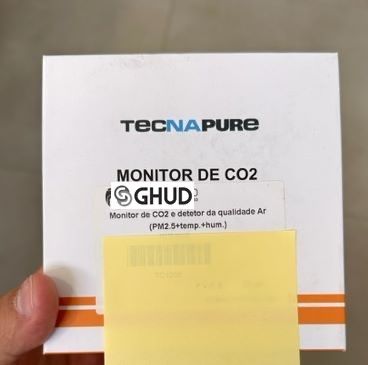 TECNAPURE
MONITOR DE CO2
GHUD
Monitor de CO2 e detetor da qualidade Ar
(PM2.5+temp.+hum.)